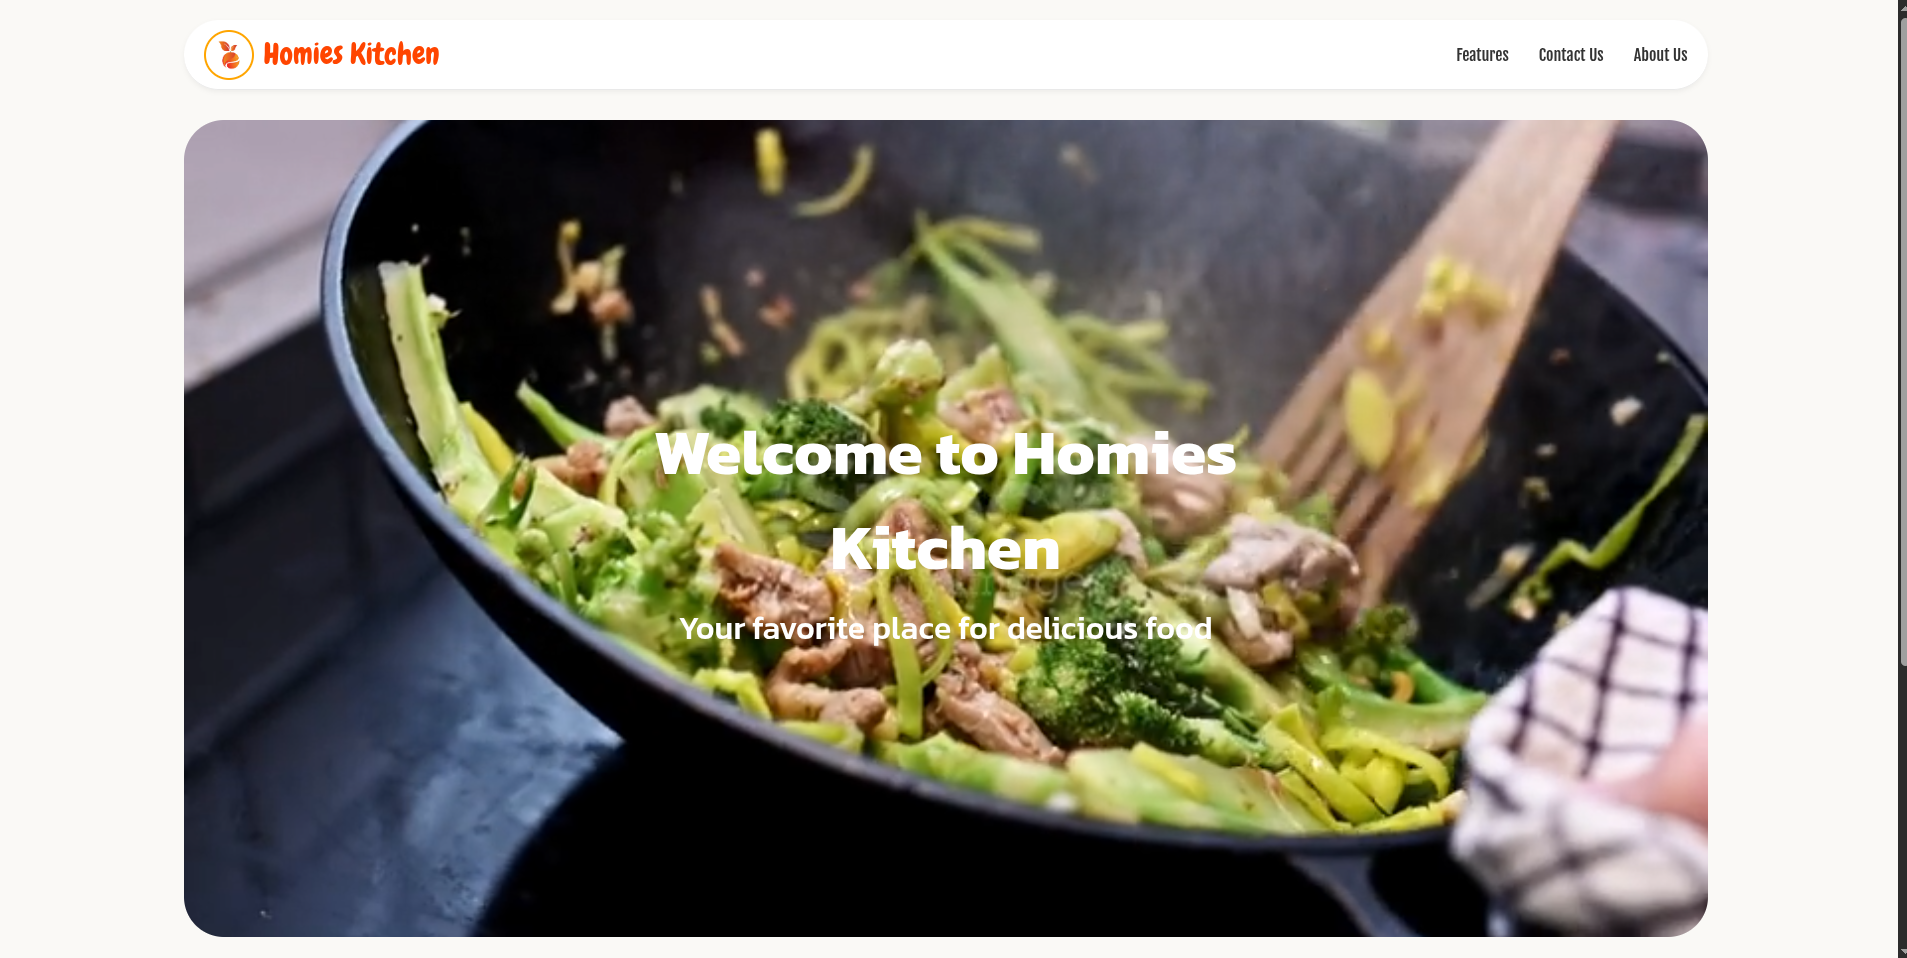 Homies Kitchen
Features
Contact Us
About Us
Welcome to Homies
Kitchen
Your favorite place for delicious food